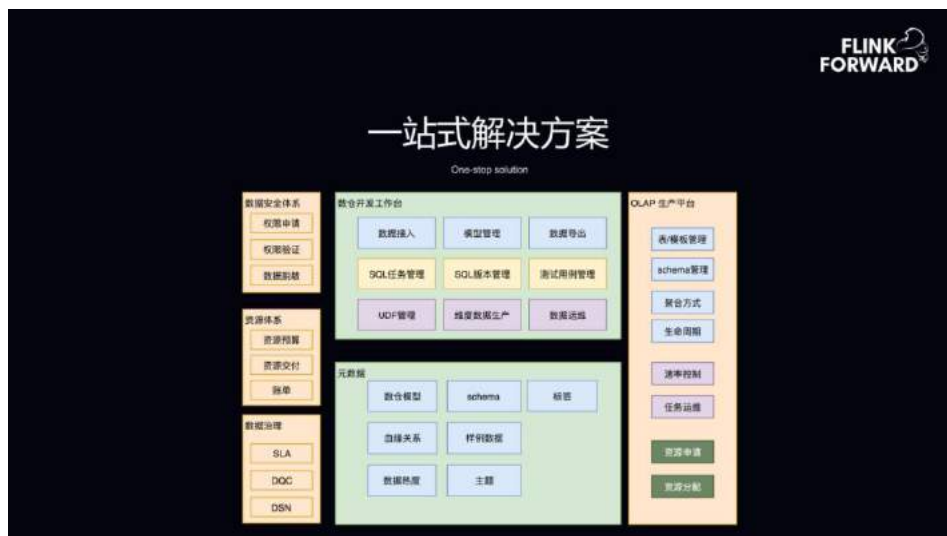 FLINK
FORWARD
一站式解决方案
One-stop solution
数据安全体系
权限申请
权限验证
数据脱敏
资源体系
资源预算
资源交付
账单
数据治理
SLA
DQC
DSN
数仓开发工作台
数据接入
模型管理
数据导出
SQL任务管理
SQL版本管理
测试用例管理
UDF管理
维度数据生产
数据运维
元数据
数仓模型
schema
标签
血缘关系
样例数据
数据热度
主题
OLAP 生产平台
表/模板管理
schema管理
聚合方式
生命周期
速率控制
任务运维
资源申请
资源分配